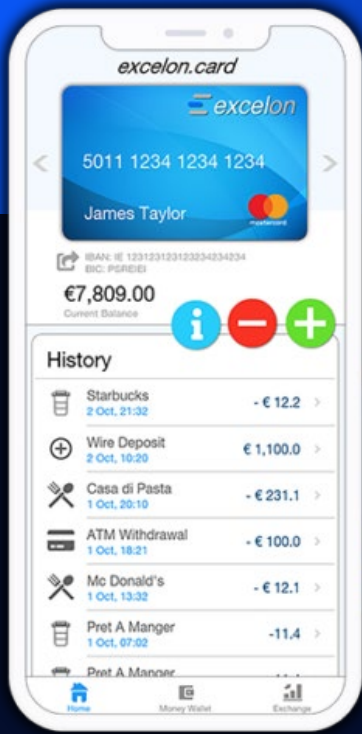 excelon.card
excelon
5011 1234 1234 1234
James Taylor
mastercard
IBAN: IE 123123123123234234234
BIC: PSREIEI
€7,809.00
Current Balance
History
Starbucks
- € 12.2
2 Oct, 21:32
Wire Deposit
€ 1,100.0
2 Oct, 10:20
Casa di Pasta
- € 231.1
1 Oct, 20:10
ATM Withdrawal
- € 100.0
1 Oct, 18:21
Mc Donald's
- € 12.1
1 Oct, 13:32
Pret A Manger
-11.4
1 Oct, 07:02
Pret A Manger
Home
Money Wallet
Exchange